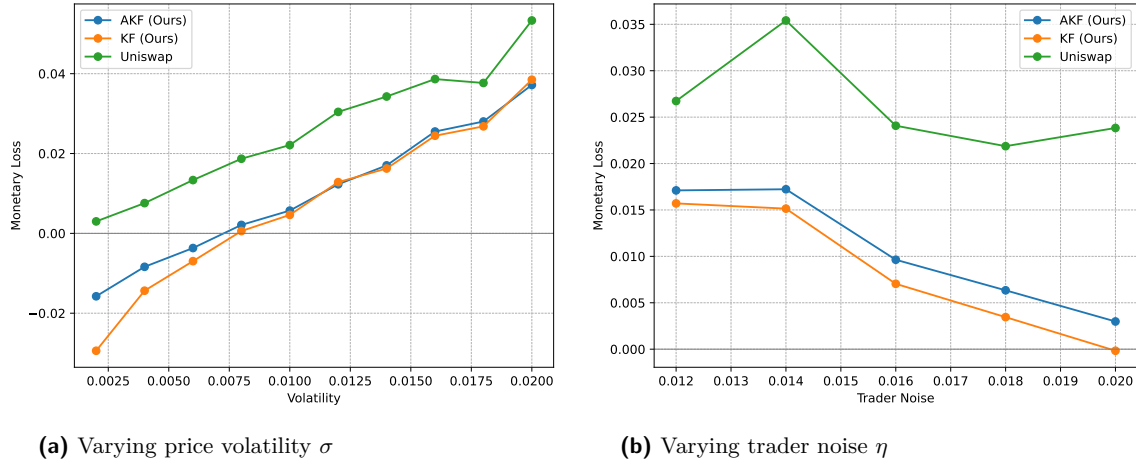 AKF (Ours)
KF (Ours)
Uniswap
Monetary Loss
0.04
0.02
0.00
−0.02
0.0025 0.0050 0.0075 0.0100 0.0125 0.0150 0.0175 0.0200
Volatility
(a) Varying price volatility σ
AKF (Ours)
KF (Ours)
Uniswap
Monetary Loss
0.035
0.030
0.025
0.020
0.015
0.010
0.005
0.000
0.012 0.013 0.014 0.015 0.016 0.017 0.018 0.019 0.020
Trader Noise
(b) Varying trader noise η